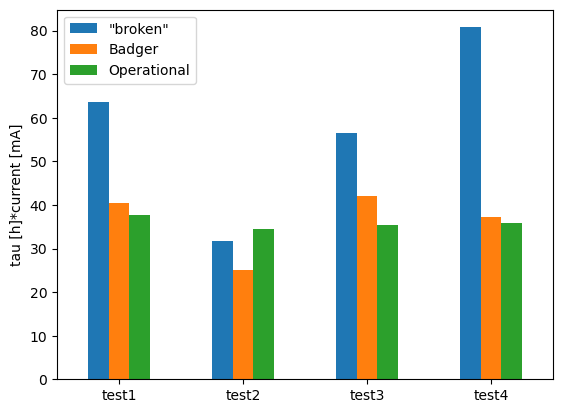 "broken"
Badger
Operational
tau [h]*current [mA]
80
70
60
50
40
30
20
10
0
test1 test2 test3 test4